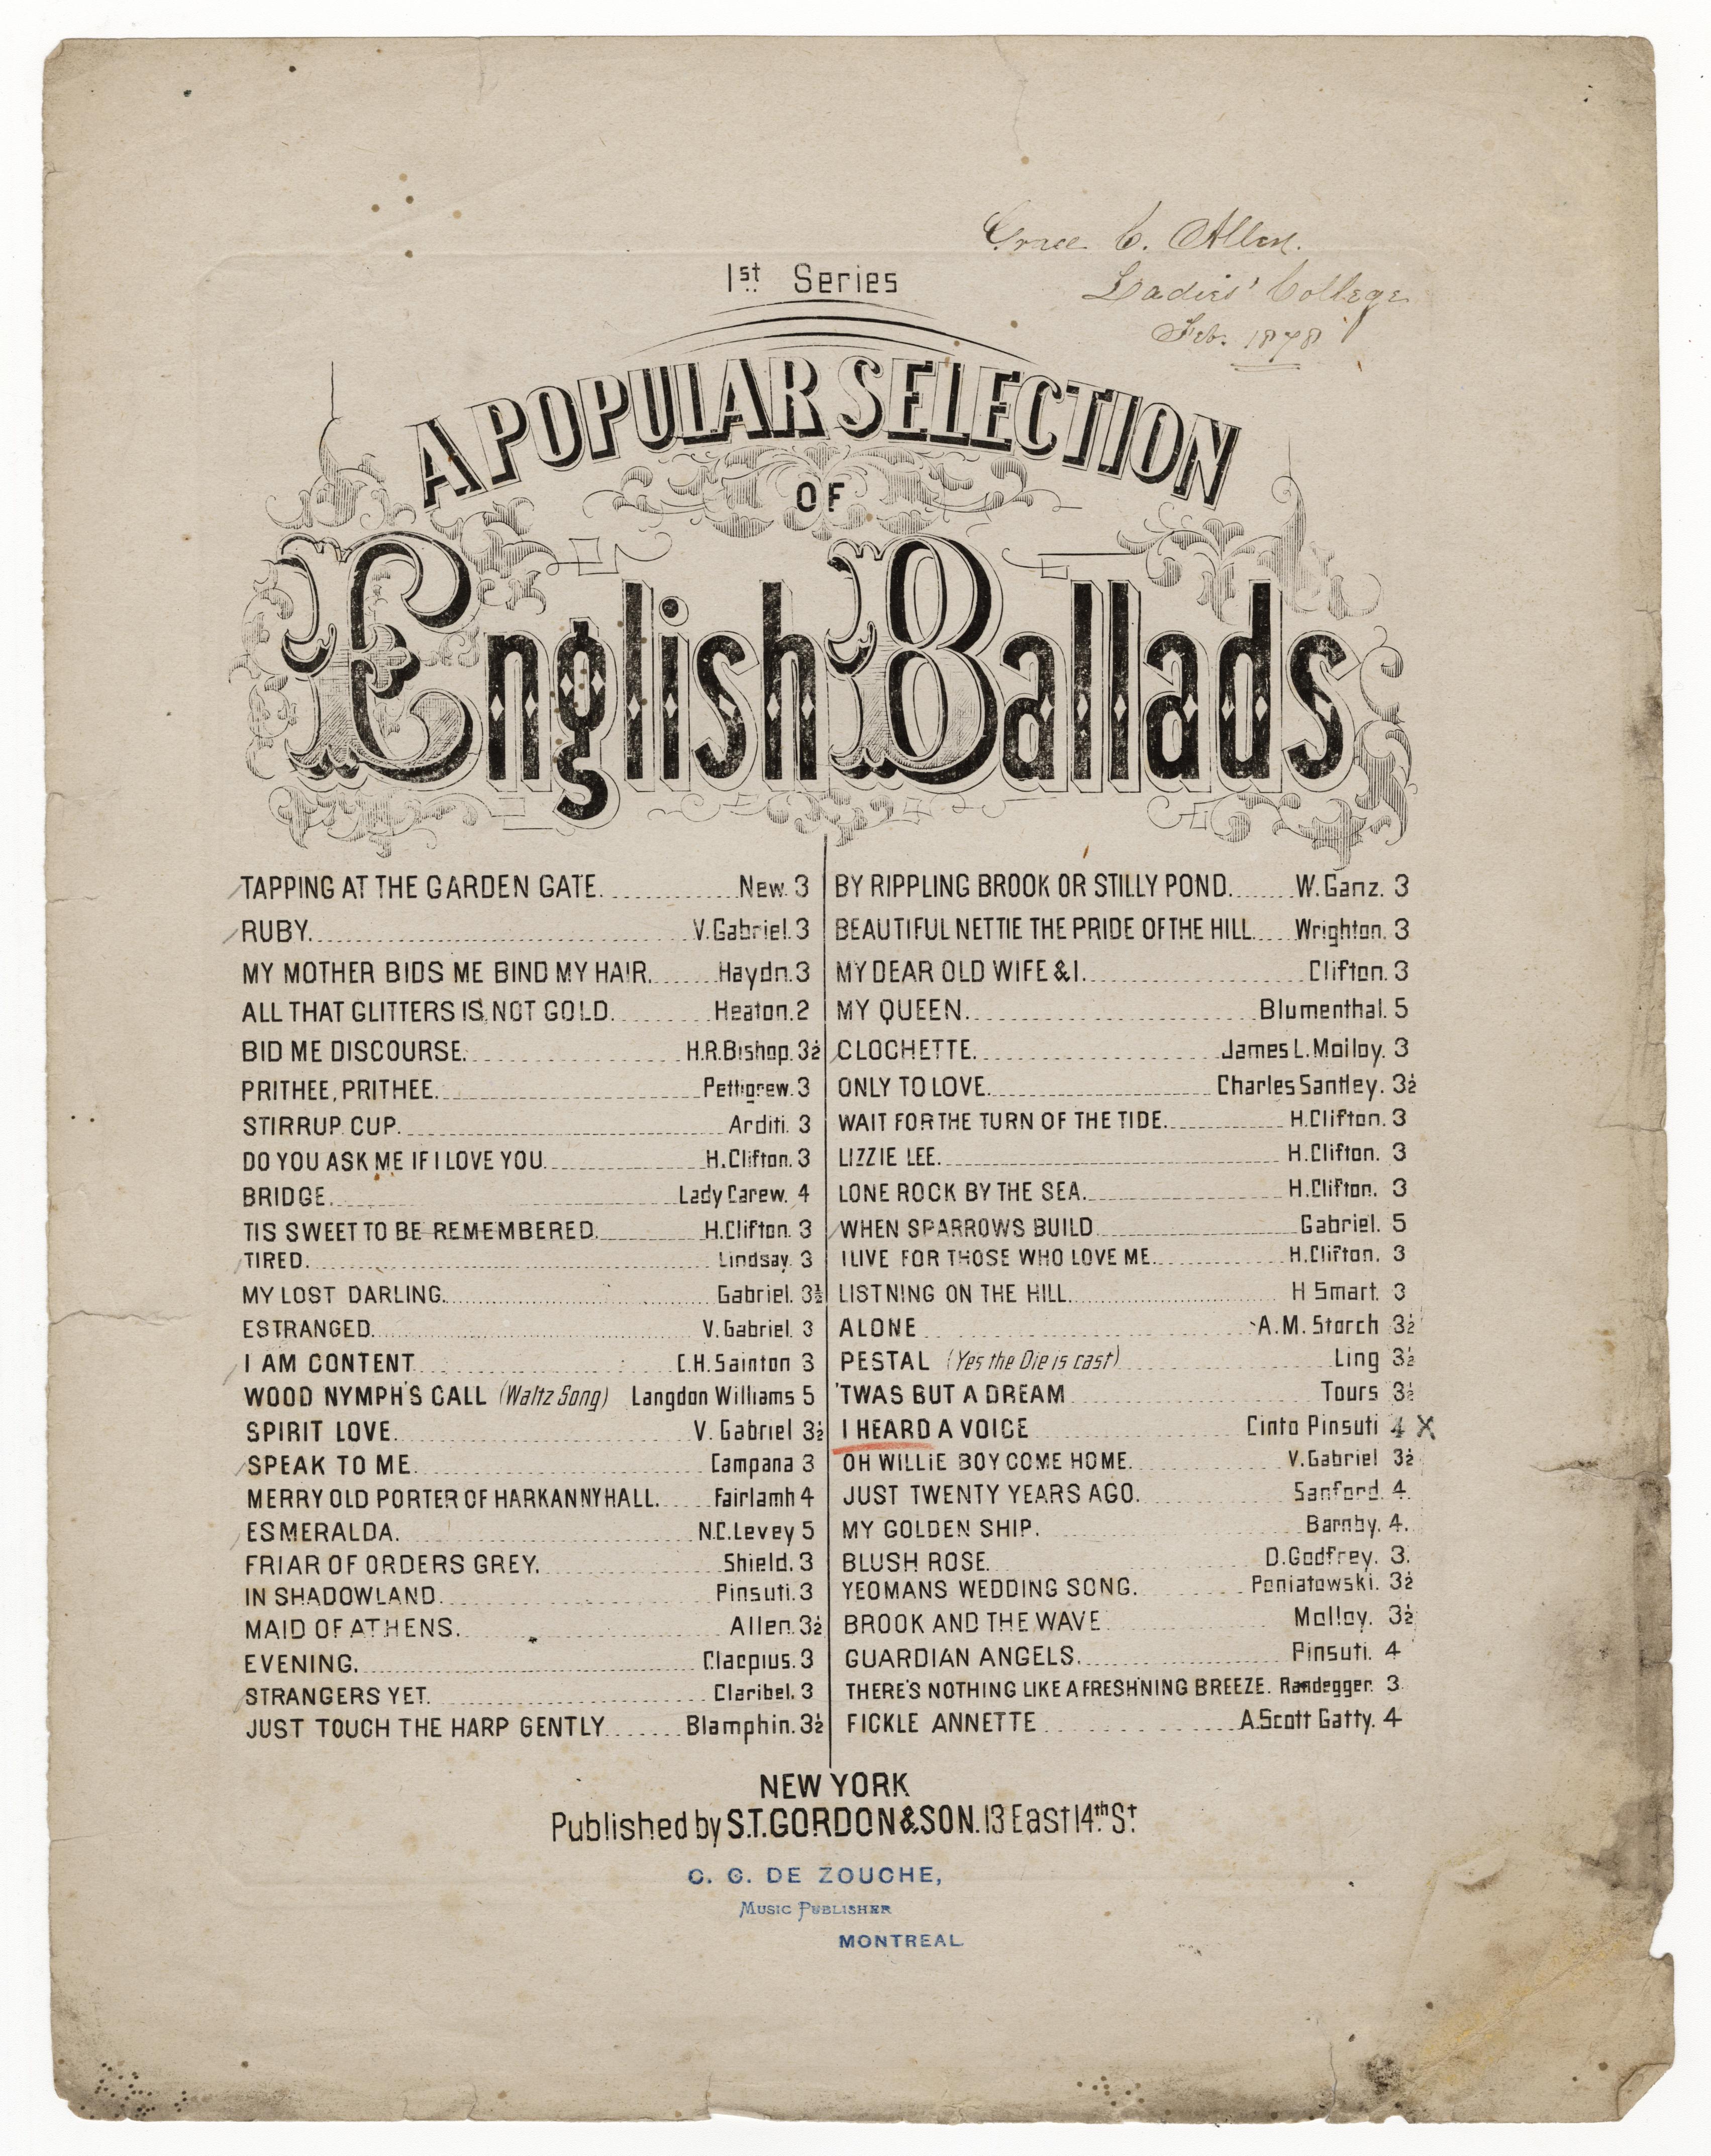 Grace C. Allen.
Ladies' College
Feb. 1878
1st Series
A POPULAR SELECTION
OF
English Ballads
TAPPING AT THE GARDEN GATE. New. 3
RUBY. V. Gabriel. 3
MY MOTHER BIDS ME BIND MY HAIR. Haydn. 3
ALL THAT GLITTERS IS NOT GOLD. Heaton. 2
BID ME DISCOURSE. H.R. Bishop. 3½
PRITHEE, PRITHEE. Pettigrew. 3
STIRRUP CUP. Arditi. 3
DO YOU ASK ME IF I LOVE YOU. H. Clifton. 3
BRIDGE. Lady Carew. 4
TIS SWEET TO BE REMEMBERED. H. Clifton. 3
TIRED. Lindsay. 3
MY LOST DARLING. Gabriel. 3½
ESTRANGED. V. Gabriel. 3
I AM CONTENT. C.H. Sainton 3
WOOD NYMPH'S CALL (Waltz Song) Langdon Williams 5
SPIRIT LOVE. V. Gabriel 3½
SPEAK TO ME. Campana 3
MERRY OLD PORTER OF HARKANNY HALL. Fairlamb 4
ESMERALDA. N.C. Levey 5
FRIAR OF ORDERS GREY. Shield. 3
IN SHADOWLAND. Pinsuti. 3
MAID OF ATHENS. Allen. 3½
EVENING. Clacpius. 3
STRANGERS YET. Claribel. 3
JUST TOUCH THE HARP GENTLY. Blamphin. 3½
BY RIPPLING BROOK OR STILLY POND. W. Ganz. 3
BEAUTIFUL NETTIE THE PRIDE OF THE HILL. Wrighton. 3
MY DEAR OLD WIFE & I. Clifton. 3
MY QUEEN. Blumenthal. 5
CLOCHETTE. James L. Molloy. 3
ONLY TO LOVE. Charles Santley. 3½
WAIT FOR THE TURN OF THE TIDE. H. Clifton. 3
LIZZIE LEE. H. Clifton. 3
LONE ROCK BY THE SEA. H. Clifton. 3
WHEN SPARROWS BUILD. Gabriel. 5
I LIVE FOR THOSE WHO LOVE ME. H. Clifton. 3
LISTNING ON THE HILL. H Smart. 3
ALONE A.M. Storch 3½
PESTAL (Yes the Die is cast) Ling 3½
'TWAS BUT A DREAM Tours 3½
I HEARD A VOICE Cinto Pinsuti 4 X
OH WILLIE BOY COME HOME. V. Gabriel 3½
JUST TWENTY YEARS AGO. Sanford. 4.
MY GOLDEN SHIP. Barnby. 4.
BLUSH ROSE. D. Godfrey. 3.
YEOMANS WEDDING SONG. Poniatowski. 3½
BROOK AND THE WAVE Molloy. 3½
GUARDIAN ANGELS. Pinsuti. 4
THERE'S NOTHING LIKE A FRESH'NING BREEZE. Randegger. 3
FICKLE ANNETTE A. Scott Gatty. 4
NEW YORK
Published by S.T. GORDON & SON. 13 East 14th St.
C. C. DE ZOUCHE,
MUSIC PUBLISHER
MONTREAL